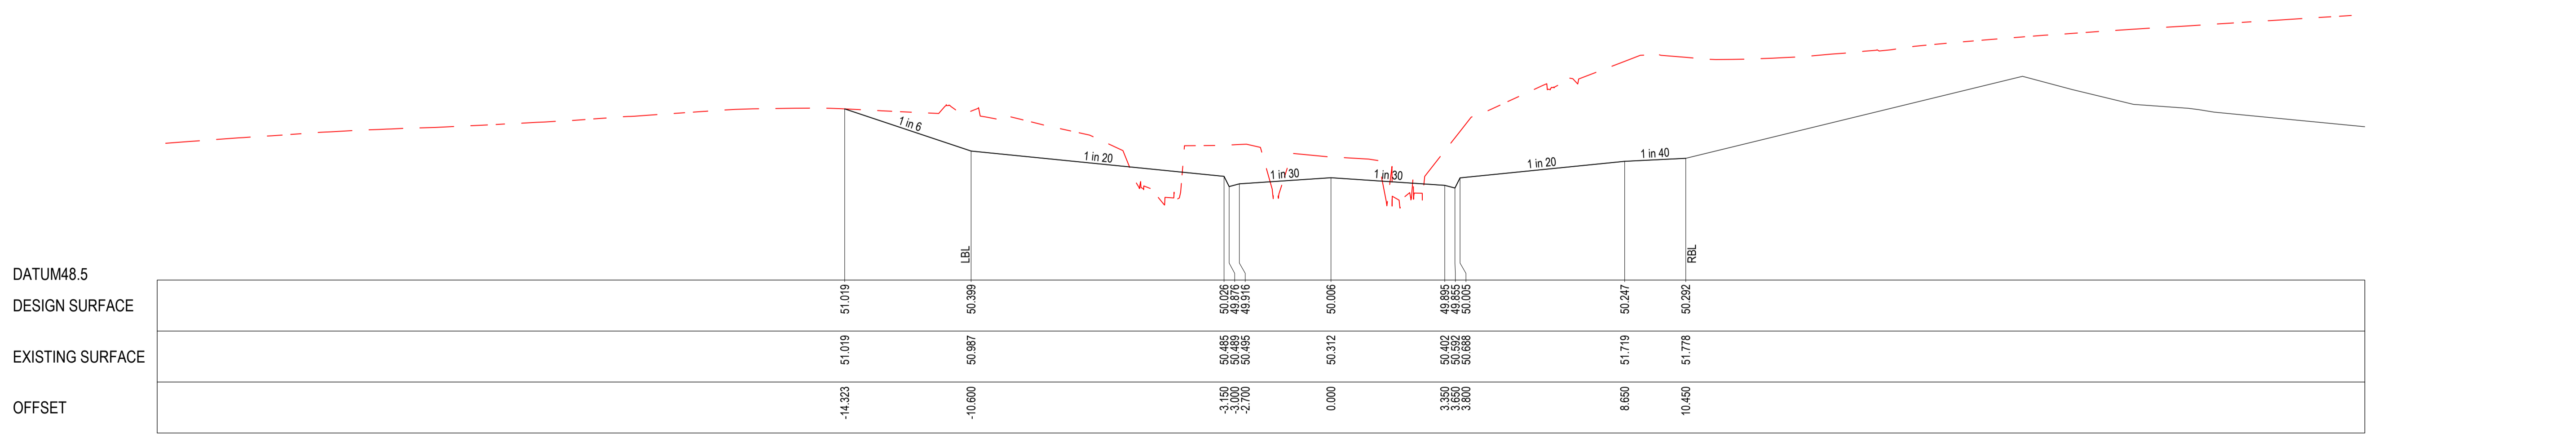 1 in 6
1 in 20
1 in 30
1 in 30
1 in 20
1 in 40
LBL
RBL
DATUM48.5
DESIGN SURFACE
51.019
50.399
50.026
49.876
49.916
50.006
49.895
49.855
50.005
50.247
50.292
EXISTING SURFACE
51.019
50.987
50.485
50.489
50.495
50.312
50.402
50.592
50.688
51.719
51.778
OFFSET
-14.323
-10.600
-3.150
-3.000
-2.700
0.000
3.350
3.650
3.800
8.650
10.450